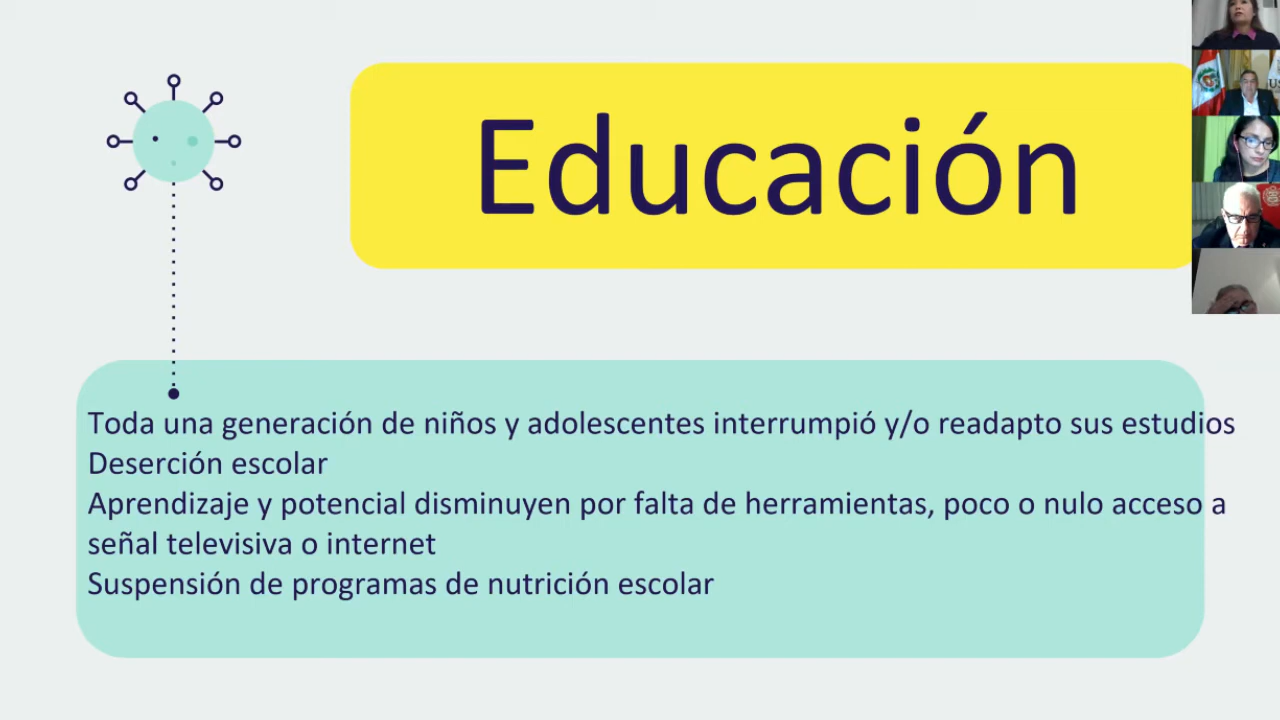 Educación
Toda una generación de niños y adolescentes interrumpió y/o readapto sus estudios
Deserción escolar
Aprendizaje y potencial disminuyen por falta de herramientas, poco o nulo acceso a
señal televisiva o internet
Suspensión de programas de nutrición escolar